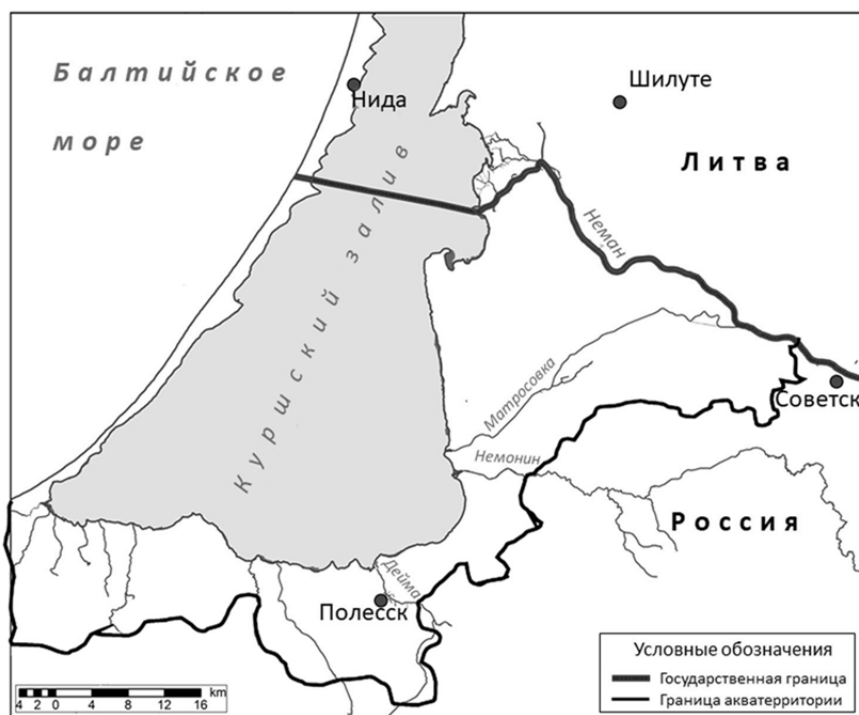 Балтийское
море
Нида
Шилуте
Литва
Куршский залив
Неман
Матросовка
Советск
Немонин
Россия
Дейма
Полесск
Условные обозначения
Государственная граница
Граница акватерритории
4 2 0 4 8 12 16 km